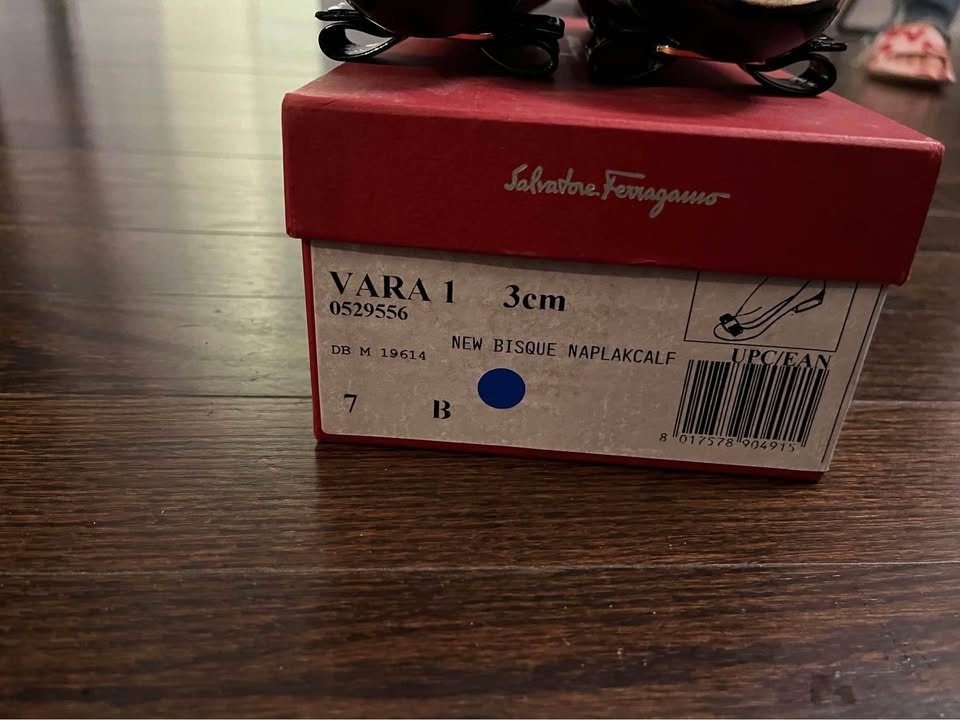 Salvatore Ferragamo
VARA 1 3cm
0529556
DB M 19614 NEW BISQUE NAPLAKCALF
UPC/EAN
7 B
8 017578 904915